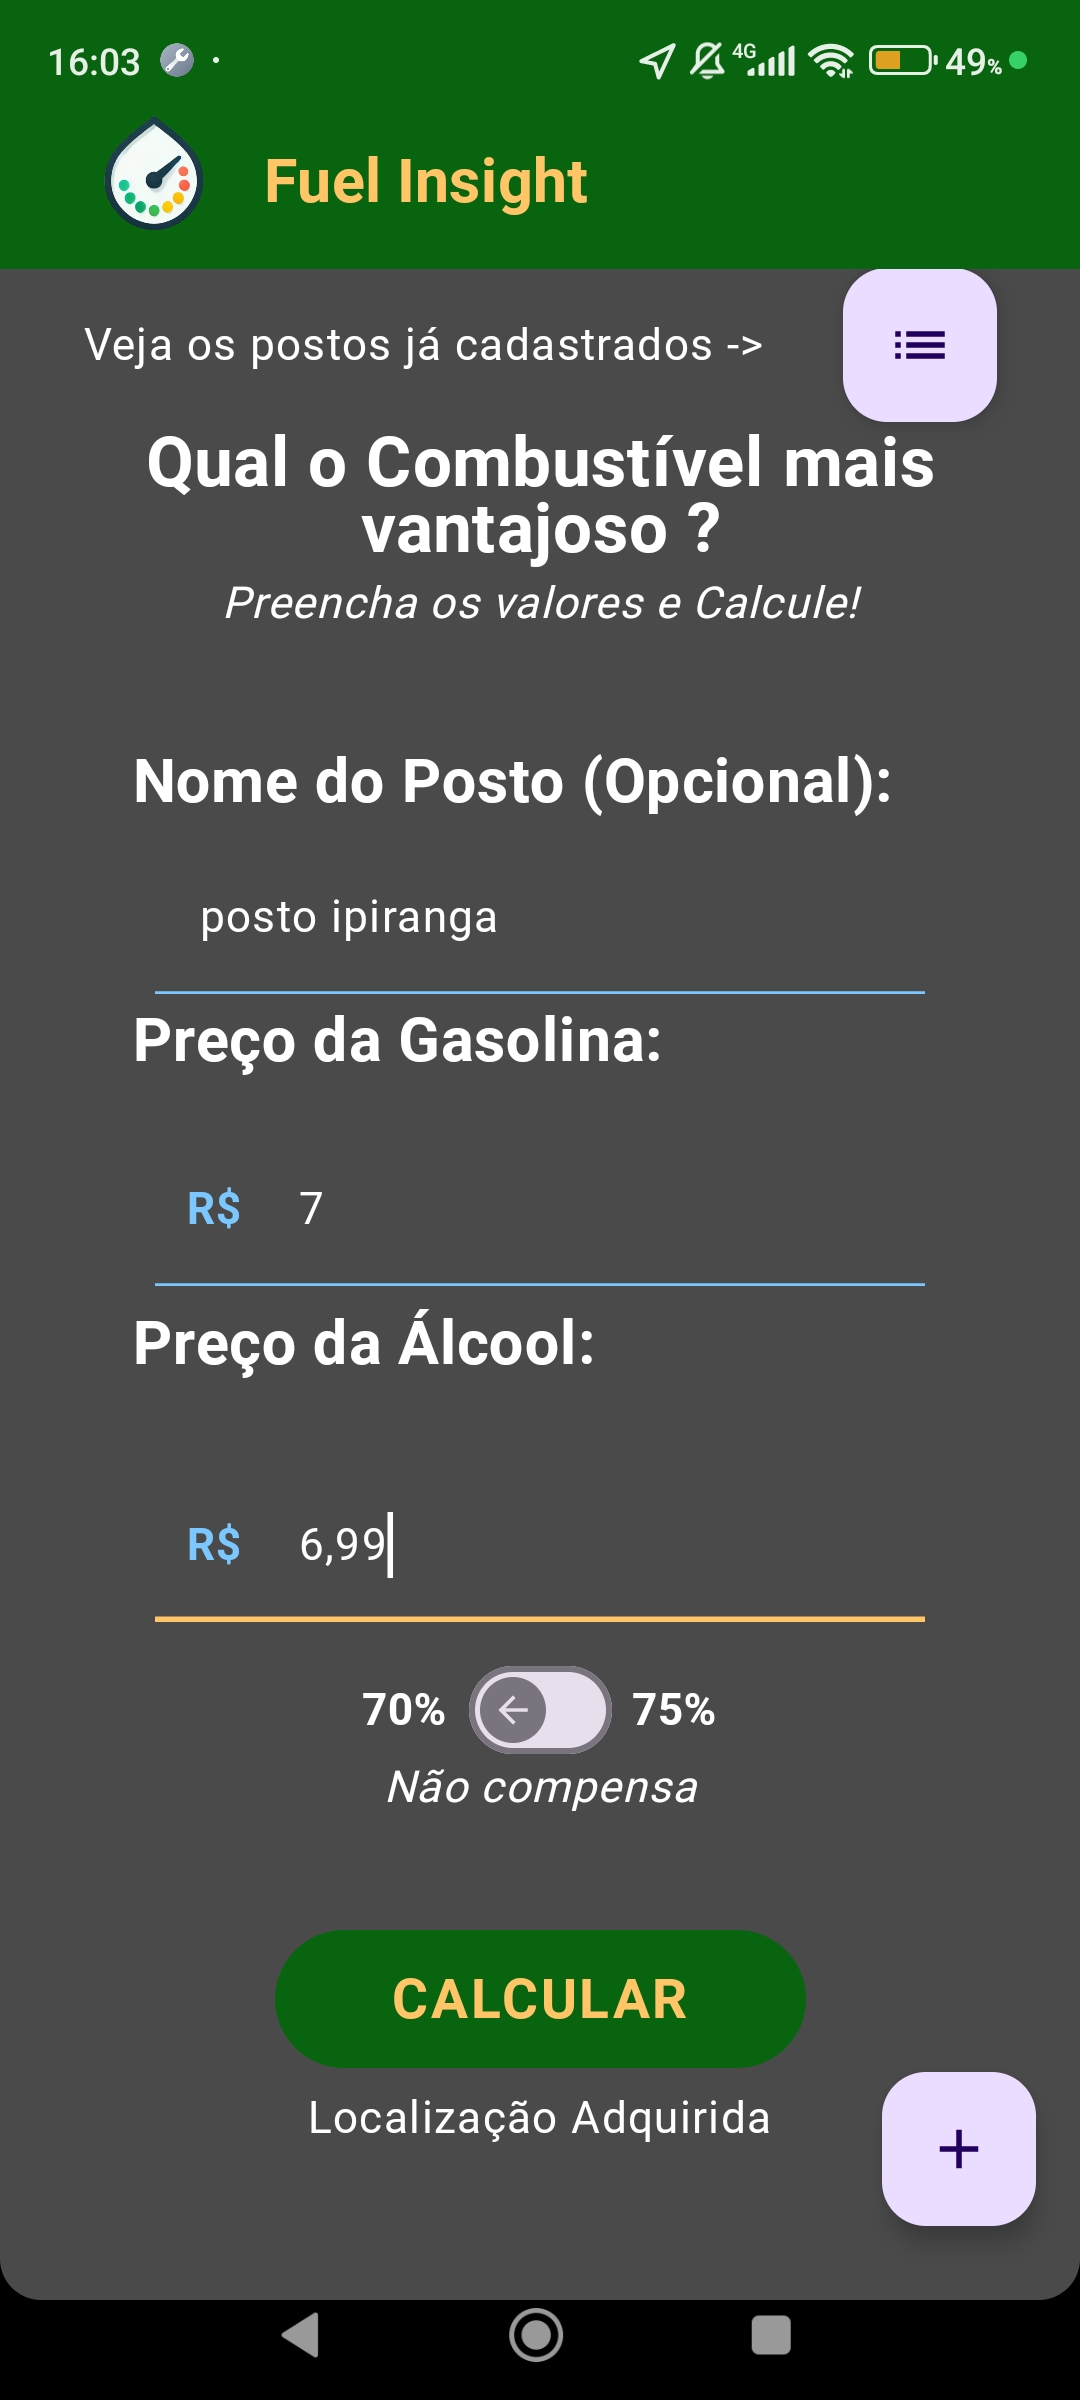 16:03
4G
49%
Fuel Insight
Veja os postos já cadastrados ->
Qual o Combustível mais
vantajoso ?
Preencha os valores e Calcule!
Nome do Posto (Opcional):
posto ipiranga
Preço da Gasolina:
R$ 7
Preço da Álcool:
R$ 6,99
70% 75%
Não compensa
CALCULAR
Localização Adquirida